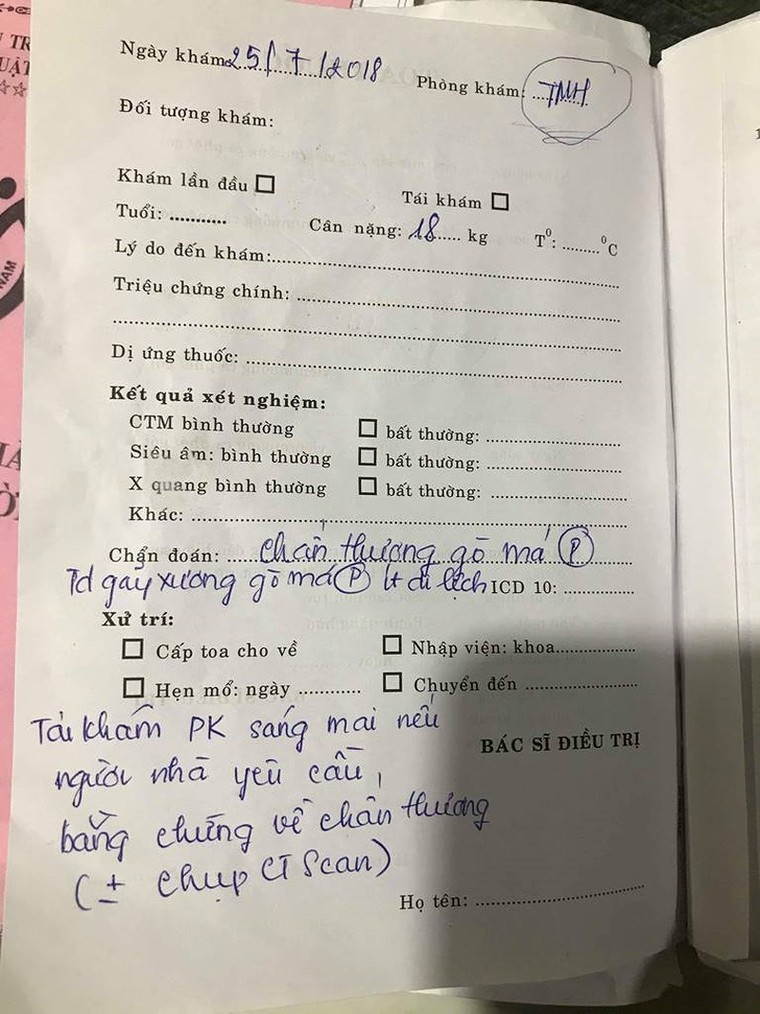 Ngày khám: 25/7/2018
Phòng khám: TMH
Đối tượng khám:
Khám lần đầu □
Tái khám □
Tuổi: ...........
Cân nặng: 18..... kg
T⁰: ........⁰C
Lý do đến khám:
Triệu chứng chính:
Dị ứng thuốc:
Kết quả xét nghiệm:
CTM bình thường □ bất thường:
Siêu âm: bình thường □ bất thường:
X quang bình thường □ bất thường:
Khác:
Chẩn đoán: chấn thương gò má (P)
Td gãy xương gò má (P) ít di lệch ICD 10:
Xử trí:
□ Cấp toa cho về
□ Nhập viện: khoa
□ Hẹn mổ: ngày
□ Chuyển đến
Tái khám PK sáng mai nếu
người nhà yêu cầu,
bằng chứng về chấn thương
(± chụp CT Scan)
BÁC SĨ ĐIỀU TRỊ
Họ tên:
NAM